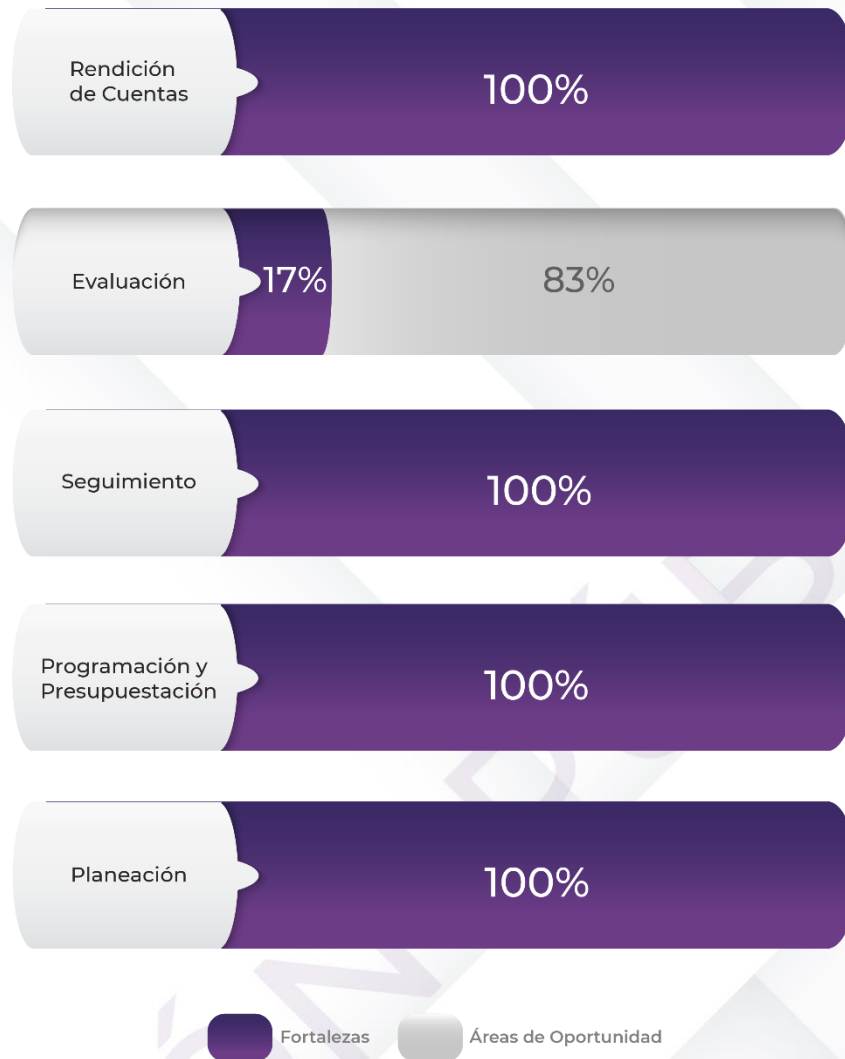 Rendición
de Cuentas
100%
Evaluación
17%
83%
Seguimiento
100%
Programación y
Presupuestación
100%
Planeación
100%
Fortalezas
Áreas de Oportunidad